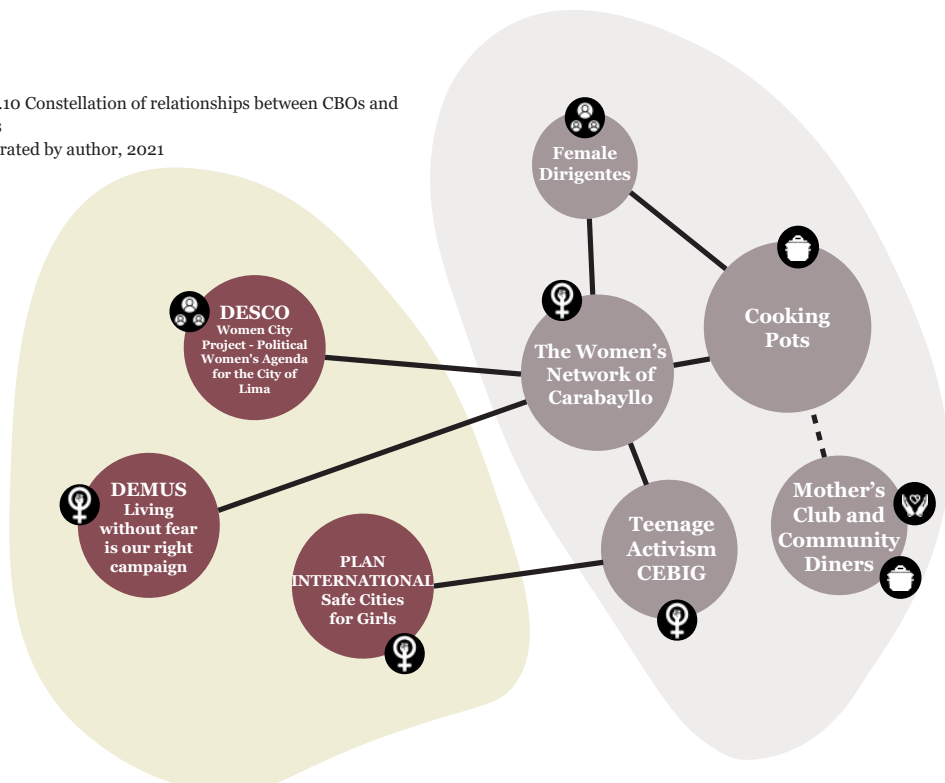 .10 Constellation of relationships between CBOs and
s
rated by author, 2021
Female
Dirigentes
Cooking
Pots
DESCO
Women City
Project - Political
Women's Agenda
for the City of
Lima
The Women's
Network of
Carabayllo
DEMUS
Living
without fear
is our right
campaign
PLAN
INTERNATIONAL
Safe Cities
for Girls
Teenage
Activism
CEBIG
Mother's
Club and
Community
Diners